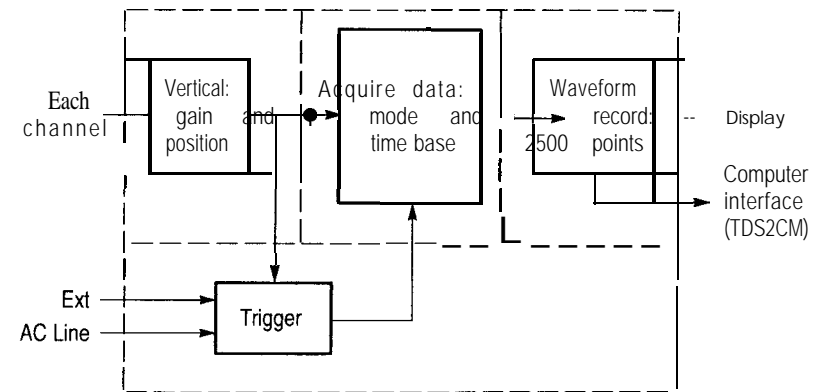 Each
channel
Vertical:
gain and
position
Acquire data:
mode and
time base
Waveform
record:
2500 points
-- Display
Computer
interface
(TDS2CM)
Ext
AC Line
Trigger